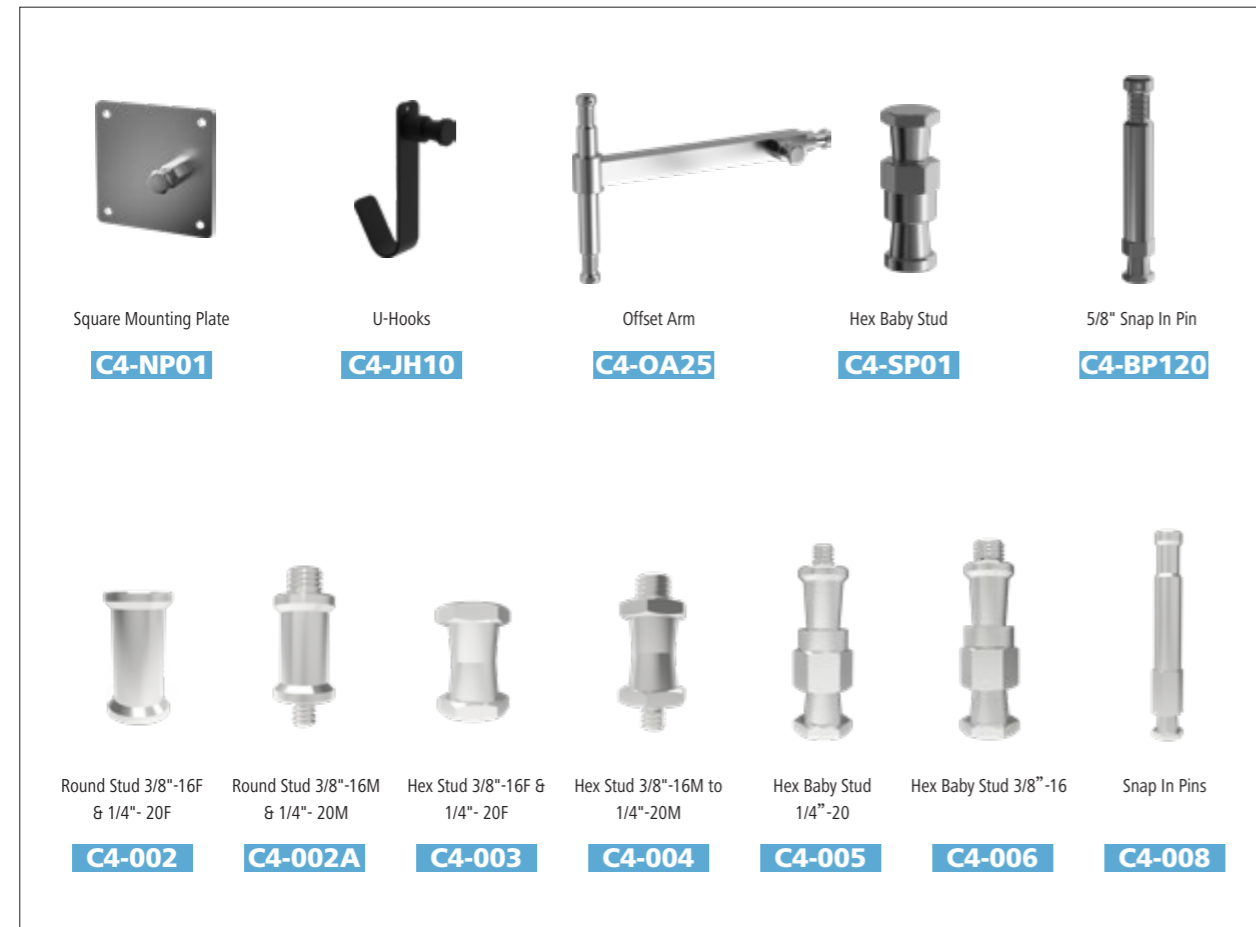 Square Mounting Plate
U-Hooks
Offset Arm
Hex Baby Stud
5/8" Snap In Pin
C4-NP01
C4-JH10
C4-OA25
C4-SP01
C4-BP120
Round Stud 3/8"-16F
& 1/4"- 20F
Round Stud 3/8"-16M
& 1/4"- 20M
Hex Stud 3/8"-16F &
1/4"- 20F
Hex Stud 3/8"-16M to
1/4"-20M
Hex Baby Stud
1/4”-20
Hex Baby Stud 3/8”-16
Snap In Pins
C4-002
C4-002A
C4-003
C4-004
C4-005
C4-006
C4-008